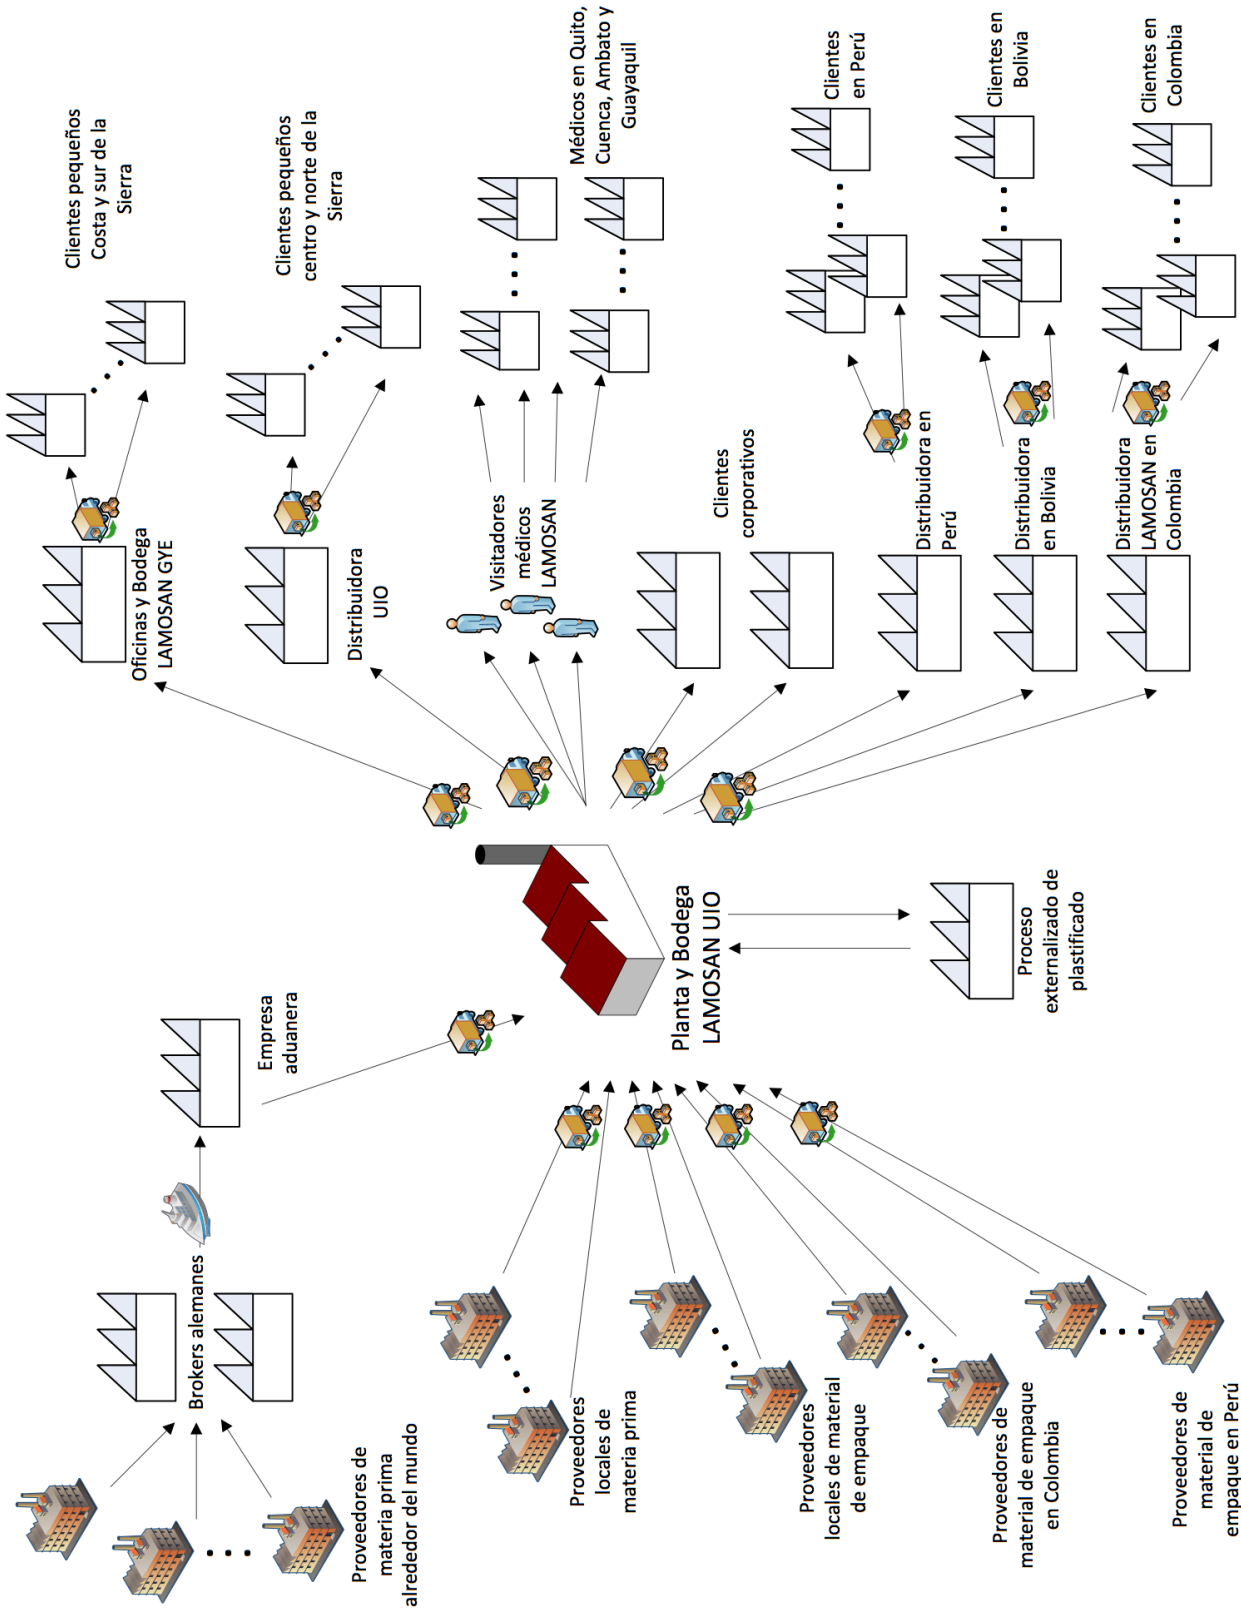 Proveedores de
materia prima
alrededor del mundo
Brokers alemanes
Empresa
aduanera
Proveedores
locales de
materia prima
Proveedores
locales de material
de empaque
Proveedores de
material de empaque
en Colombia
Proveedores de
material de
empaque en Perú
Planta y Bodega
LAMOSAN UIO
Proceso
externalizado de
plastificado
Oficinas y Bodega
LAMOSAN GYE
Clientes pequeños
Costa y sur de la
Sierra
Distribuidora
UIO
Clientes pequeños
centro y norte de la
Sierra
Visitadores
médicos
LAMOSAN
Médicos en Quito,
Cuenca, Ambato y
Guayaquil
Clientes
corporativos
Distribuidora en
Perú
Clientes
en Perú
Distribuidora
en Bolivia
Clientes en
Bolivia
Distribuidora
LAMOSAN en
Colombia
Clientes en
Colombia